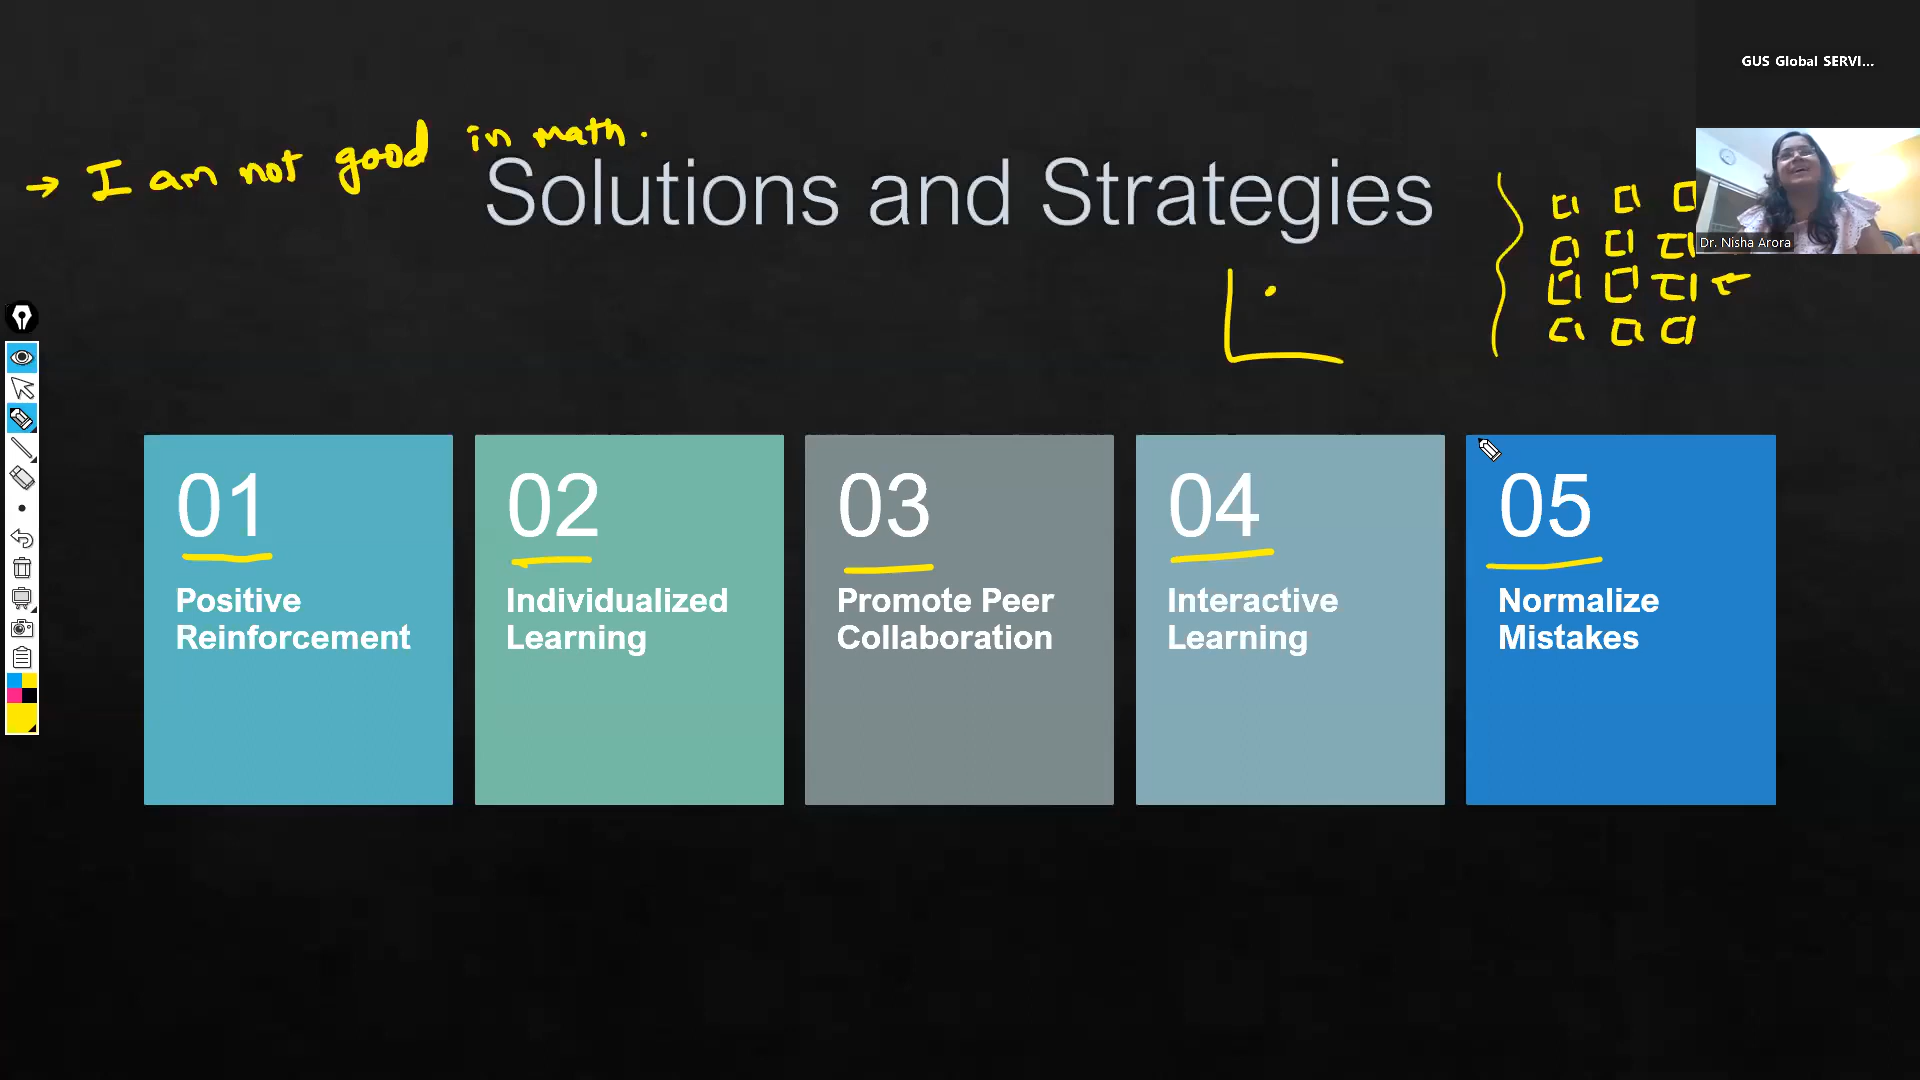 GUS Global SERVI...
→ I am not good in math.
Solutions and Strategies
Dr. Nisha Arora
01
Positive
Reinforcement
02
Individualized
Learning
03
Promote Peer
Collaboration
04
Interactive
Learning
05
Normalize
Mistakes